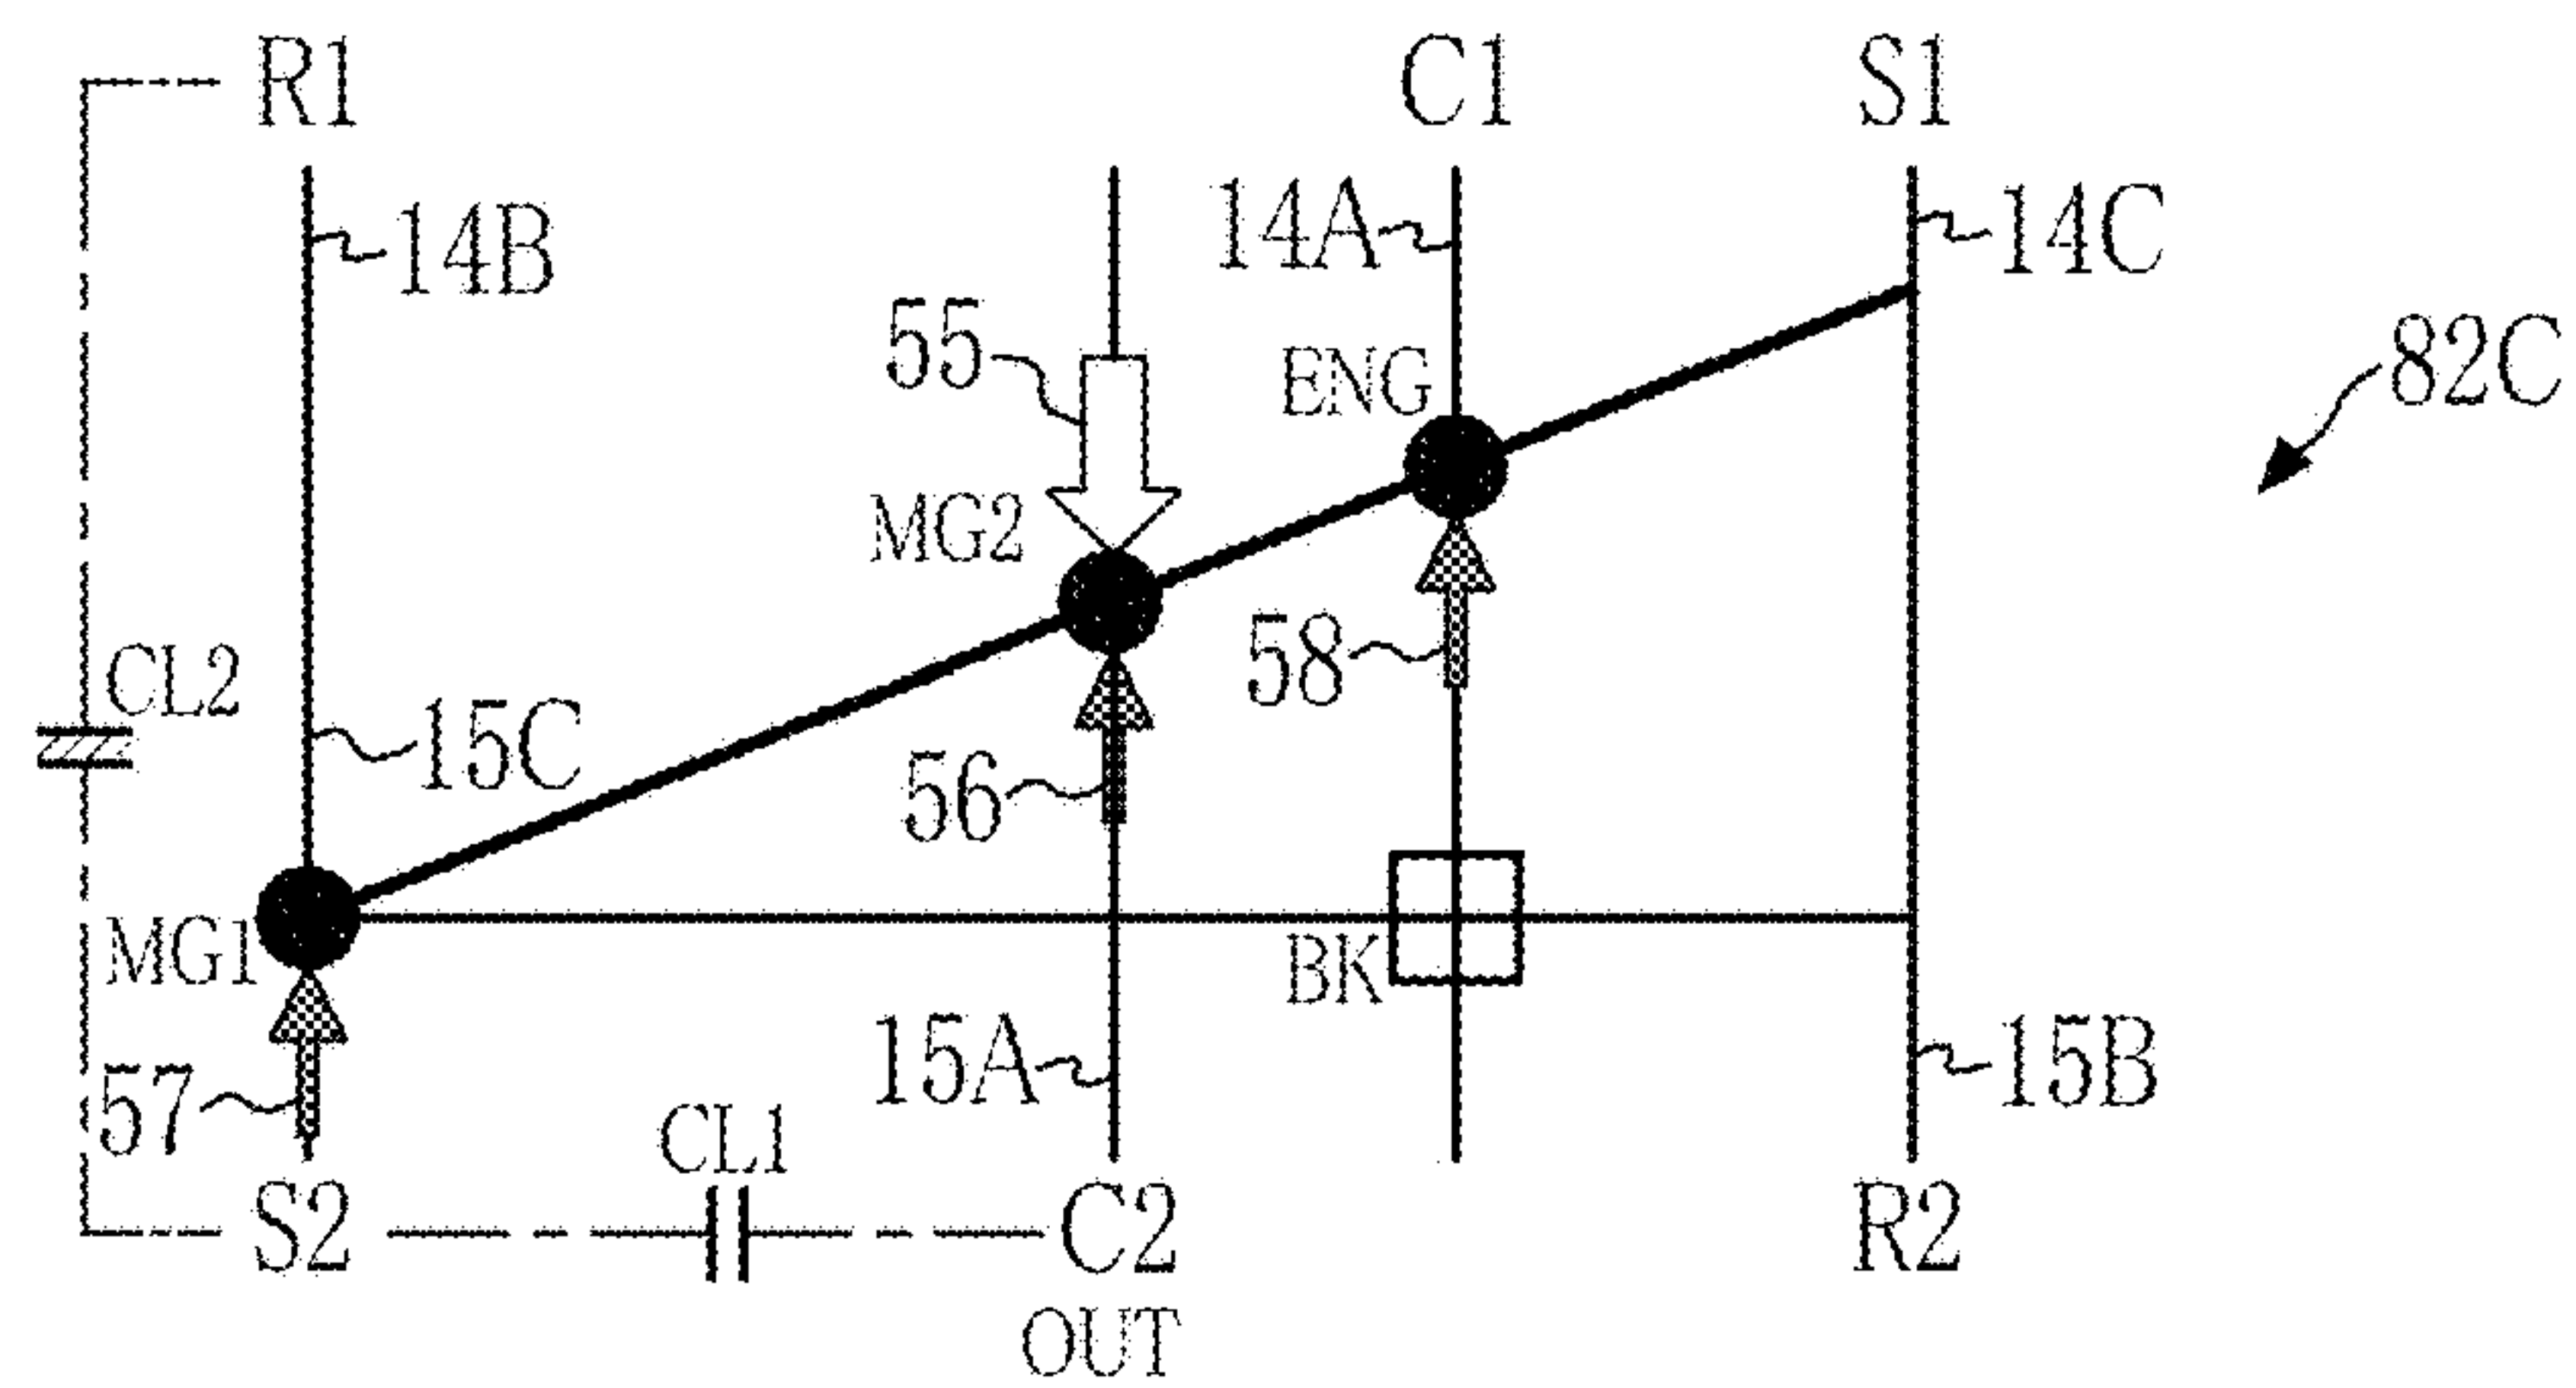 R1 C1 S1
14B 14A 14C
55 ENG 82C
MG2
CL2 58
15C
56
MG1 BK
57 15A 15B
CL1
S2 C2 R2
OUT